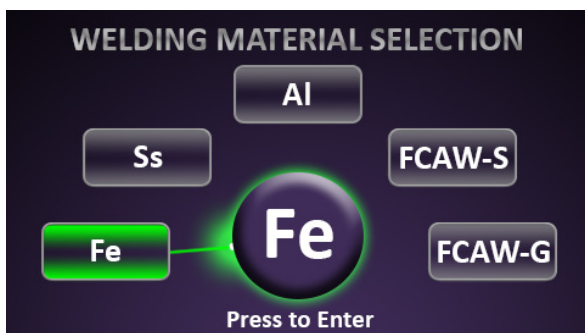 WELDING MATERIAL SELECTION
Al
Ss
FCAW-S
Fe
Fe
FCAW-G
Press to Enter